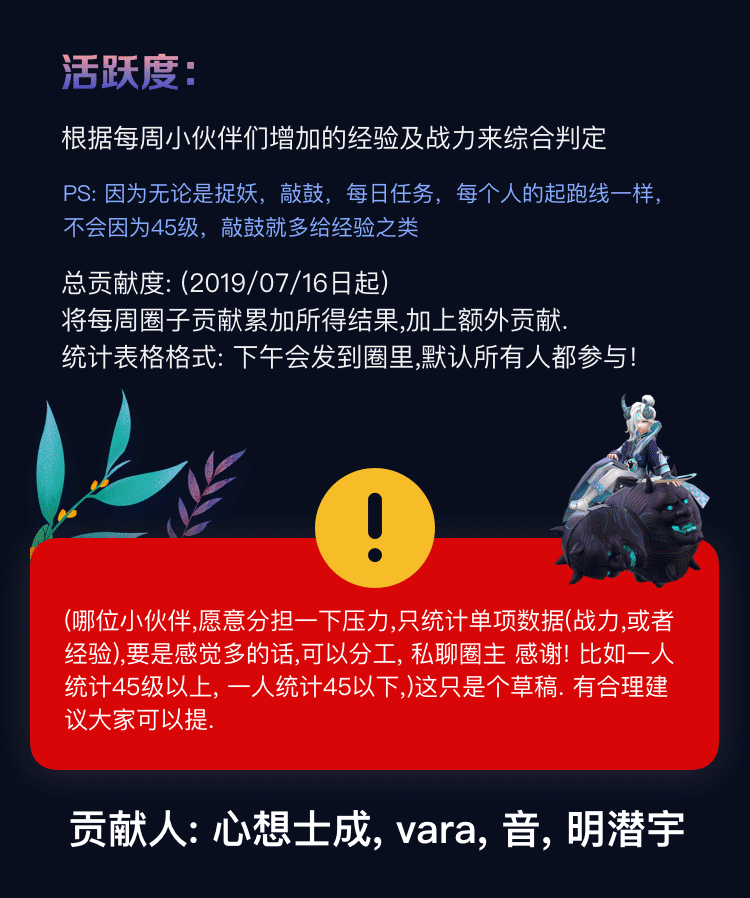 活跃度：
根据每周小伙伴们增加的经验及战力来综合判定
PS: 因为无论是捉妖，敲鼓，每日任务，每个人的起跑线一样，
不会因为45级，敲鼓就多给经验之类
总贡献度: (2019/07/16日起)
将每周圈子贡献累加所得结果,加上额外贡献.
统计表格格式: 下午会发到圈里,默认所有人都参与!
(哪位小伙伴,愿意分担一下压力,只统计单项数据(战力,或者
经验),要是感觉多的话,可以分工, 私聊圈主 感谢! 比如一人
统计45级以上, 一人统计45以下,)这只是个草稿. 有合理建
议大家可以提.
贡献人: 心想士成, vara, 音, 明潜宇